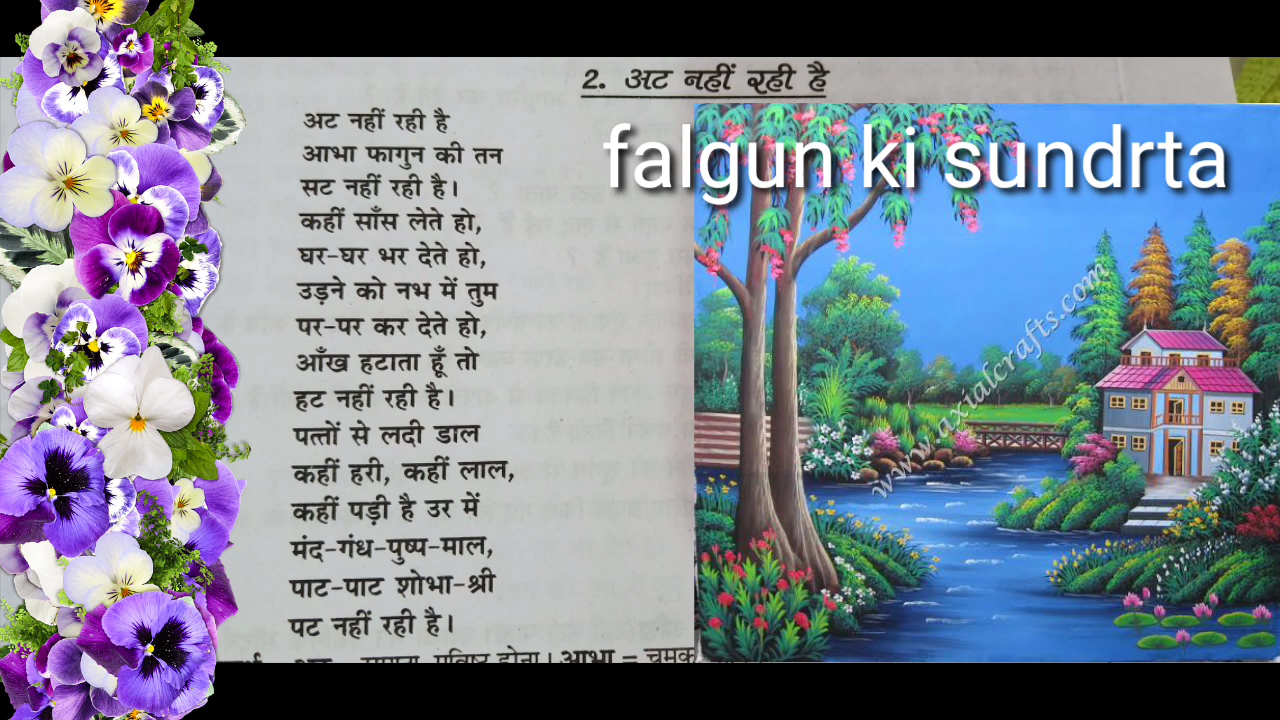 2. अट नहीं रही है
falgun ki sundrta
अट नहीं रही है
आभा फागुन की तन
सट नहीं रही है।
कहीं साँस लेते हो,
घर-घर भर देते हो,
उड़ने को नभ में तुम
पर-पर कर देते हो,
आँख हटाता हूँ तो
हट नहीं रही है।
पत्तों से लदी डाल
कहीं हरी, कहीं लाल,
कहीं पड़ी है उर में
मंद-गंध-पुष्प-माल,
पाट-पाट शोभा-श्री
पट नहीं रही है।
होना। आभा = चमक
www.axialcrafts.com